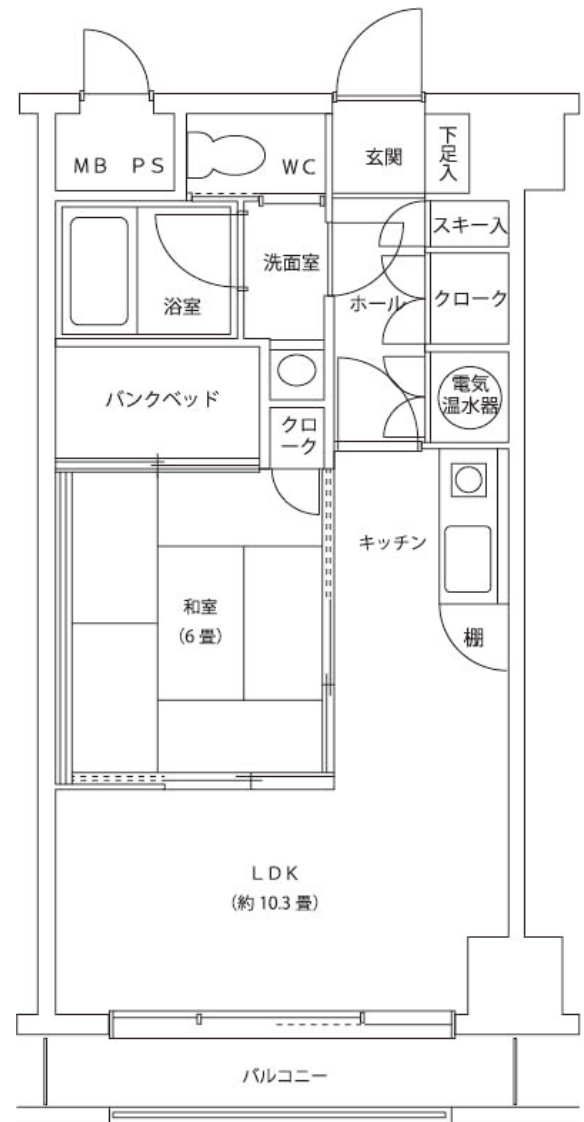 MB PS
WC
玄関
下足入
スキー入
洗面室
浴室
ホール
クローク
バンクベッド
電気
温水器
クロ
ーク
キッチン
和室
(6 畳)
棚
LDK
(約 10.3 畳)
バルコニー